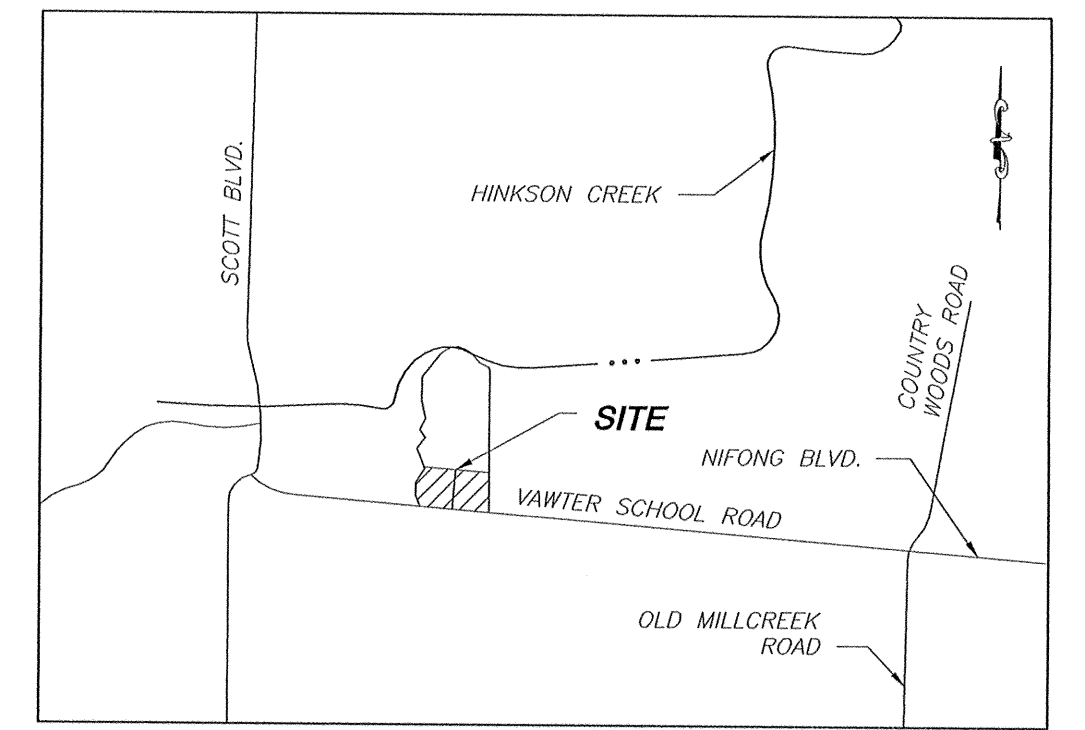 SCOTT BLVD.
HINKSON CREEK
COUNTRY
WOODS ROAD
SITE
NIFONG BLVD.
VAWTER SCHOOL ROAD
OLD MILLCREEK
ROAD